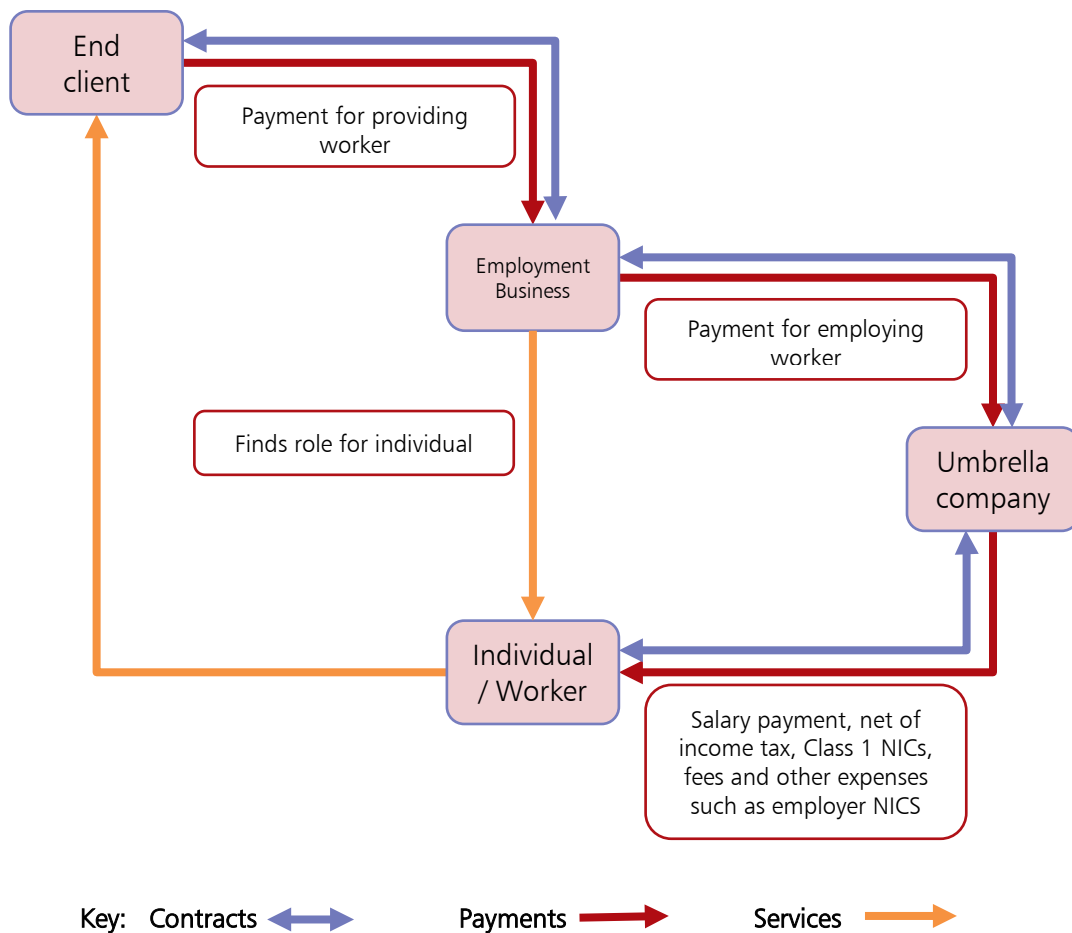 End
client
Payment for providing
worker
Employment
Business
Payment for employing
worker
Finds role for individual
Umbrella
company
Individual
/ Worker
Salary payment, net of
income tax, Class 1 NICs,
fees and other expenses
such as employer NICS
Key: Contracts Payments Services